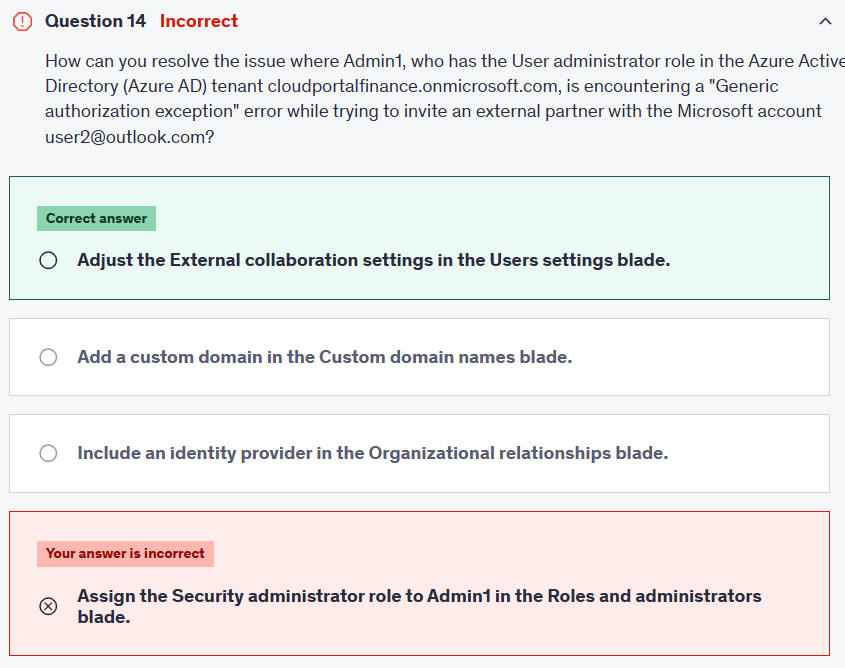 Question 14 Incorrect
How can you resolve the issue where Admin1, who has the User administrator role in the Azure Active
Directory (Azure AD) tenant cloudportalfinance.onmicrosoft.com, is encountering a "Generic
authorization exception" error while trying to invite an external partner with the Microsoft account
user2@outlook.com?
Correct answer
Adjust the External collaboration settings in the Users settings blade.
Add a custom domain in the Custom domain names blade.
Include an identity provider in the Organizational relationships blade.
Your answer is incorrect
Assign the Security administrator role to Admin1 in the Roles and administrators
blade.